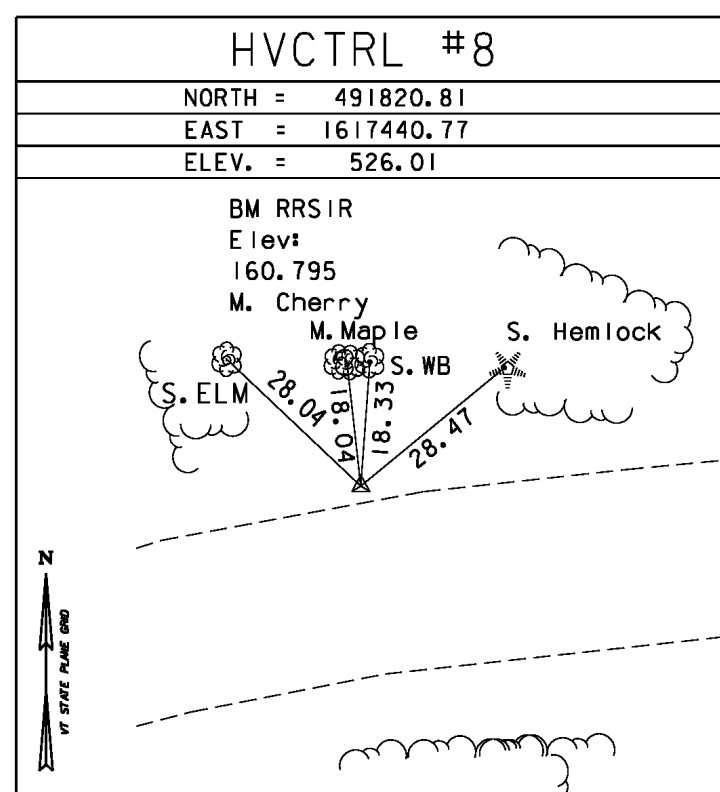 HVCTRL #8
NORTH = 491820.81
EAST = 1617440.77
ELEV. = 526.01
BM RRSIR
Elev:
160.795
M. Cherry
M. Maple
S. Hemlock
S. WB
S. ELM
28.04
18.04
18.33
28.47
N
VT STATE PLANE GRID